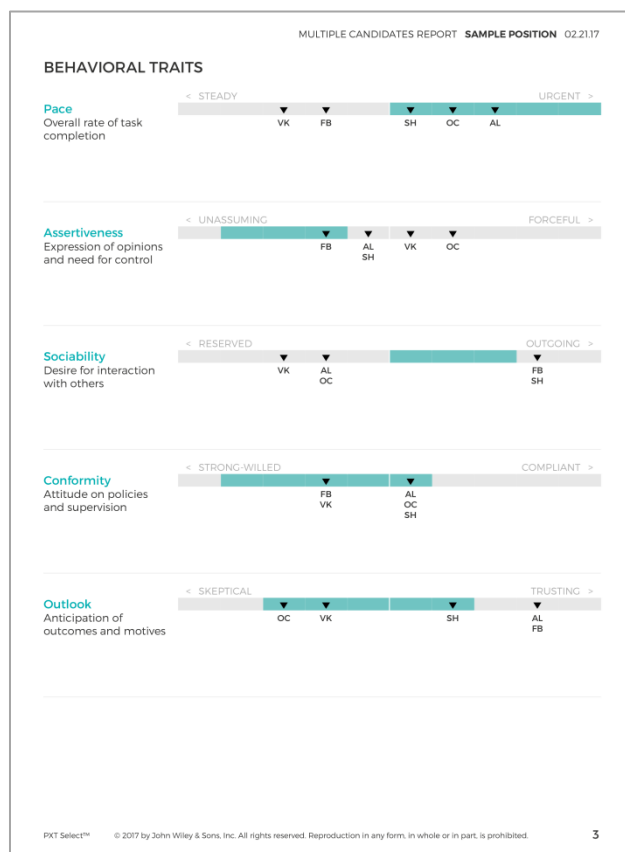 MULTIPLE CANDIDATES REPORT SAMPLE POSITION 02.21.17
BEHAVIORAL TRAITS
< STEADY URGENT >
Pace
Overall rate of task
completion
VK FB SH OC AL
< UNASSUMING FORCEFUL >
Assertiveness
Expression of opinions
and need for control
FB AL VK OC
SH
< RESERVED OUTGOING >
Sociability
Desire for interaction
with others
VK AL FB
OC SH
< STRONG-WILLED COMPLIANT >
Conformity
Attitude on policies
and supervision
FB AL
VK OC
SH
< SKEPTICAL TRUSTING >
Outlook
Anticipation of
outcomes and motives
OC VK SH AL
FB
PXT Select™ © 2017 by John Wiley & Sons, Inc. All rights reserved. Reproduction in any form, in whole or in part, is prohibited. 3